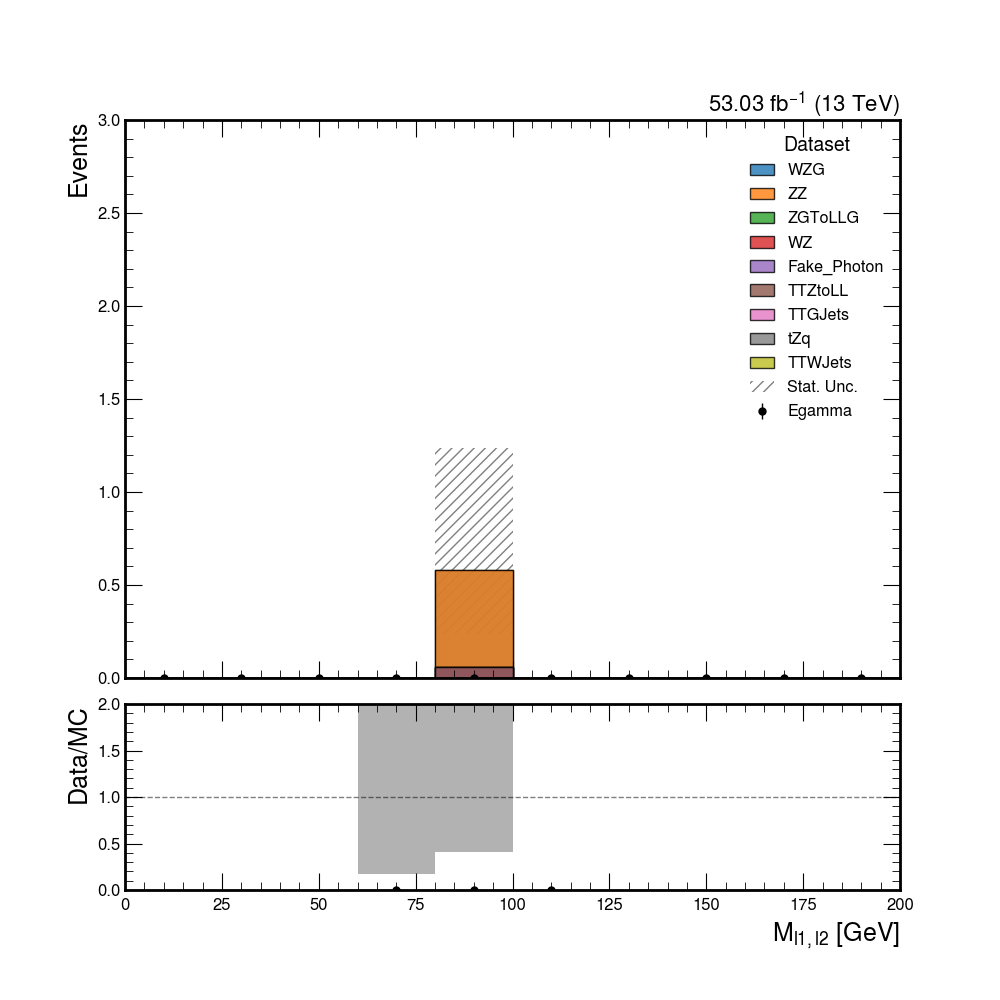 53.03 fb⁻¹ (13 TeV)
Events
3.0
2.5
2.0
1.5
1.0
0.5
0.0
Dataset
WZG
ZZ
ZGToLLG
WZ
Fake_Photon
TTZtoLL
TTGJets
tZq
TTWJets
Stat. Unc.
Egamma
Data/MC
2.0
1.5
1.0
0.5
0.0
0 25 50 75 100 125 150 175 200
M_{l1, l2} [GeV]